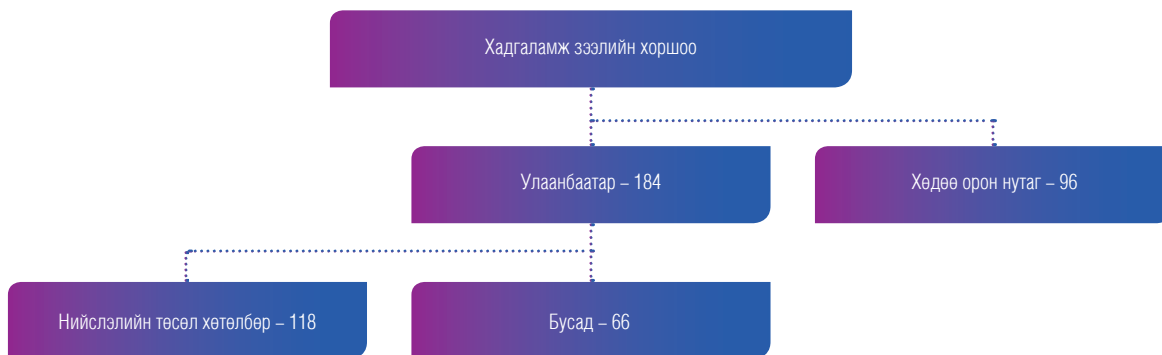 Хадгаламж зээлийн хоршоо
Улаанбаатар – 184
Хөдөө орон нутаг – 96
Нийслэлийн төсөл хөтөлбөр – 118
Бусад – 66